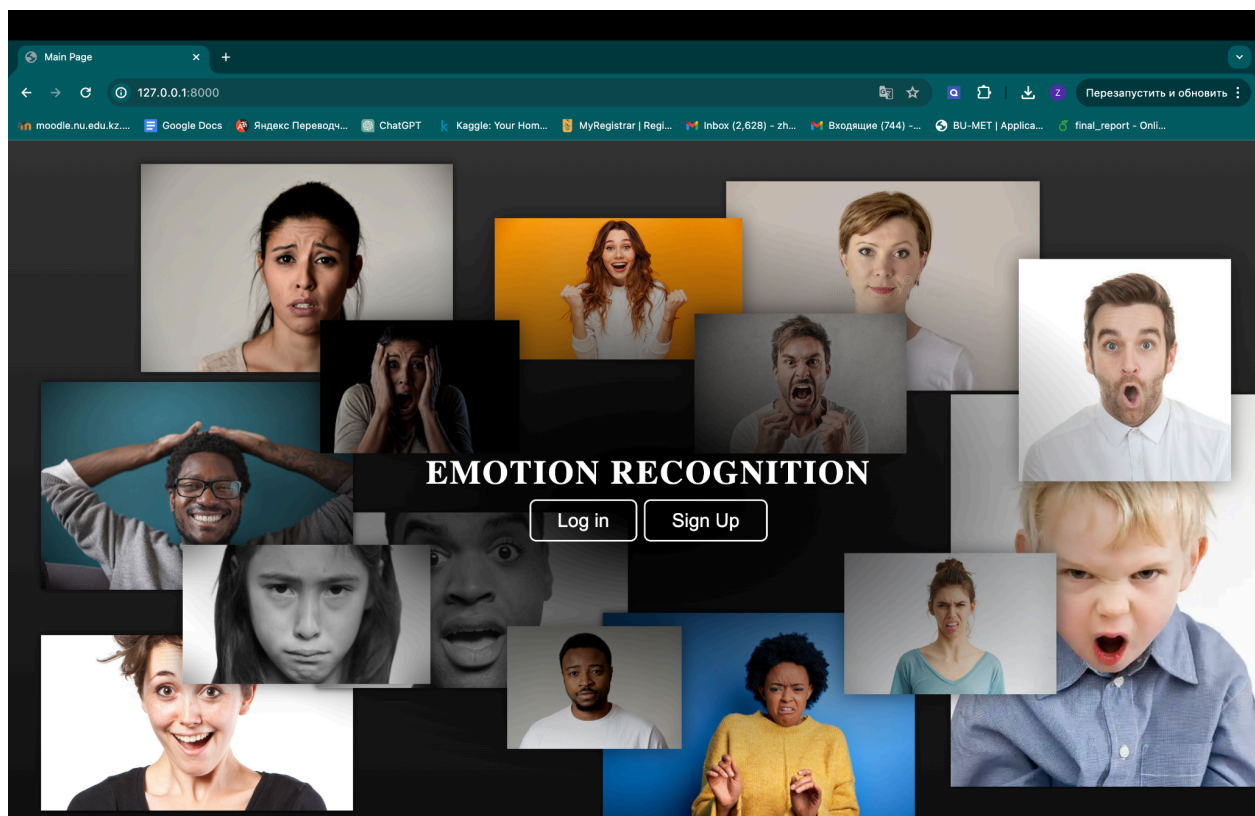 Main Page
127.0.0.1:8000
Z
Перезапустить и обновить
moodle.nu.edu.kz.... Google Docs Яндекс Переводч... ChatGPT Kaggle: Your Hom... MyRegistrar | Regi... Inbox (2,628) - zh... Входящие (744) -... BU-MET | Applica... final_report - Onli...
EMOTION RECOGNITION
Log in Sign Up